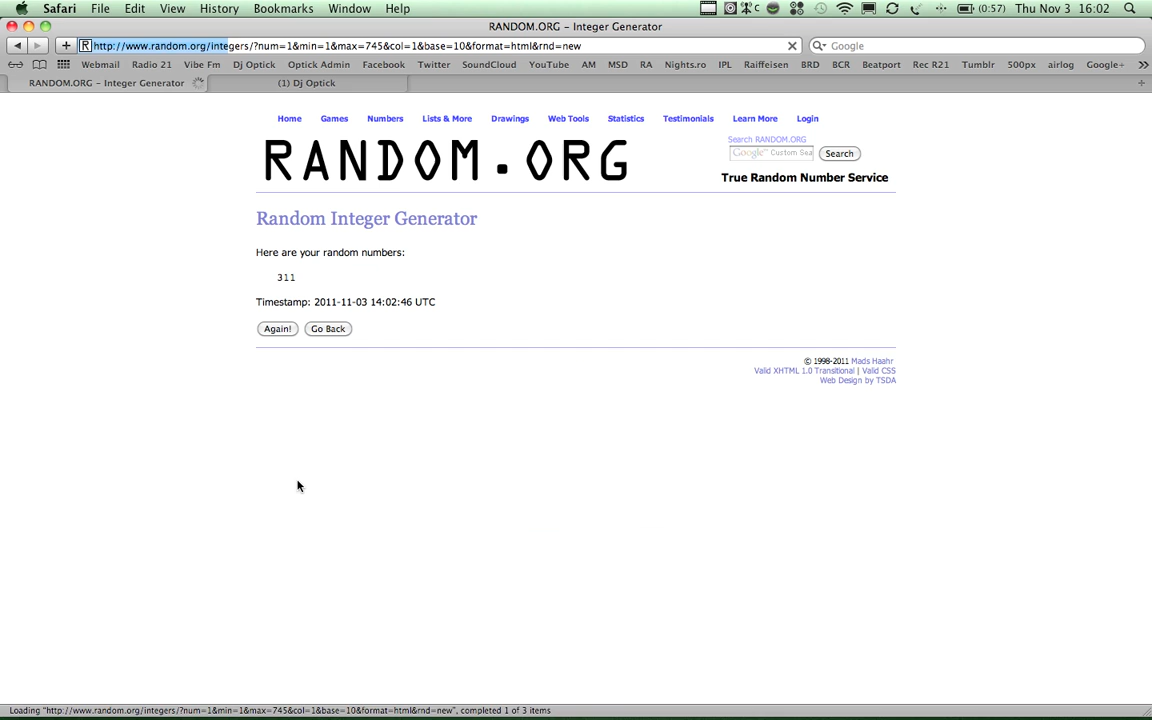 Safari File Edit View History Bookmarks Window Help C (0:57) Thu Nov 3 16:02
RANDOM.ORG – Integer Generator
R http://www.random.org/integers/?num=1&min=1&max=745&col=1&base=10&format=html&rnd=new Google
Webmail Radio 21 Vibe Fm Dj Optick Optick Admin Facebook Twitter SoundCloud YouTube AM MSD RA Nights.ro IPL Raiffeisen BRD BCR Beatport Rec R21 Tumblr 500px airlog Google+
RANDOM.ORG – Integer Generator (1) Dj Optick
Home Games Numbers Lists & More Drawings Web Tools Statistics Testimonials Learn More Login
Search RANDOM.ORG
Google™ Custom Sea Search
RANDOM.ORG
True Random Number Service
Random Integer Generator
Here are your random numbers:
311
Timestamp: 2011-11-03 14:02:46 UTC
Again! Go Back
© 1998-2011 Mads Haahr
Valid XHTML 1.0 Transitional | Valid CSS
Web Design by TSDA
Loading "http://www.random.org/integers/?num=1&min=1&max=745&col=1&base=10&format=html&rnd=new", completed 1 of 3 items